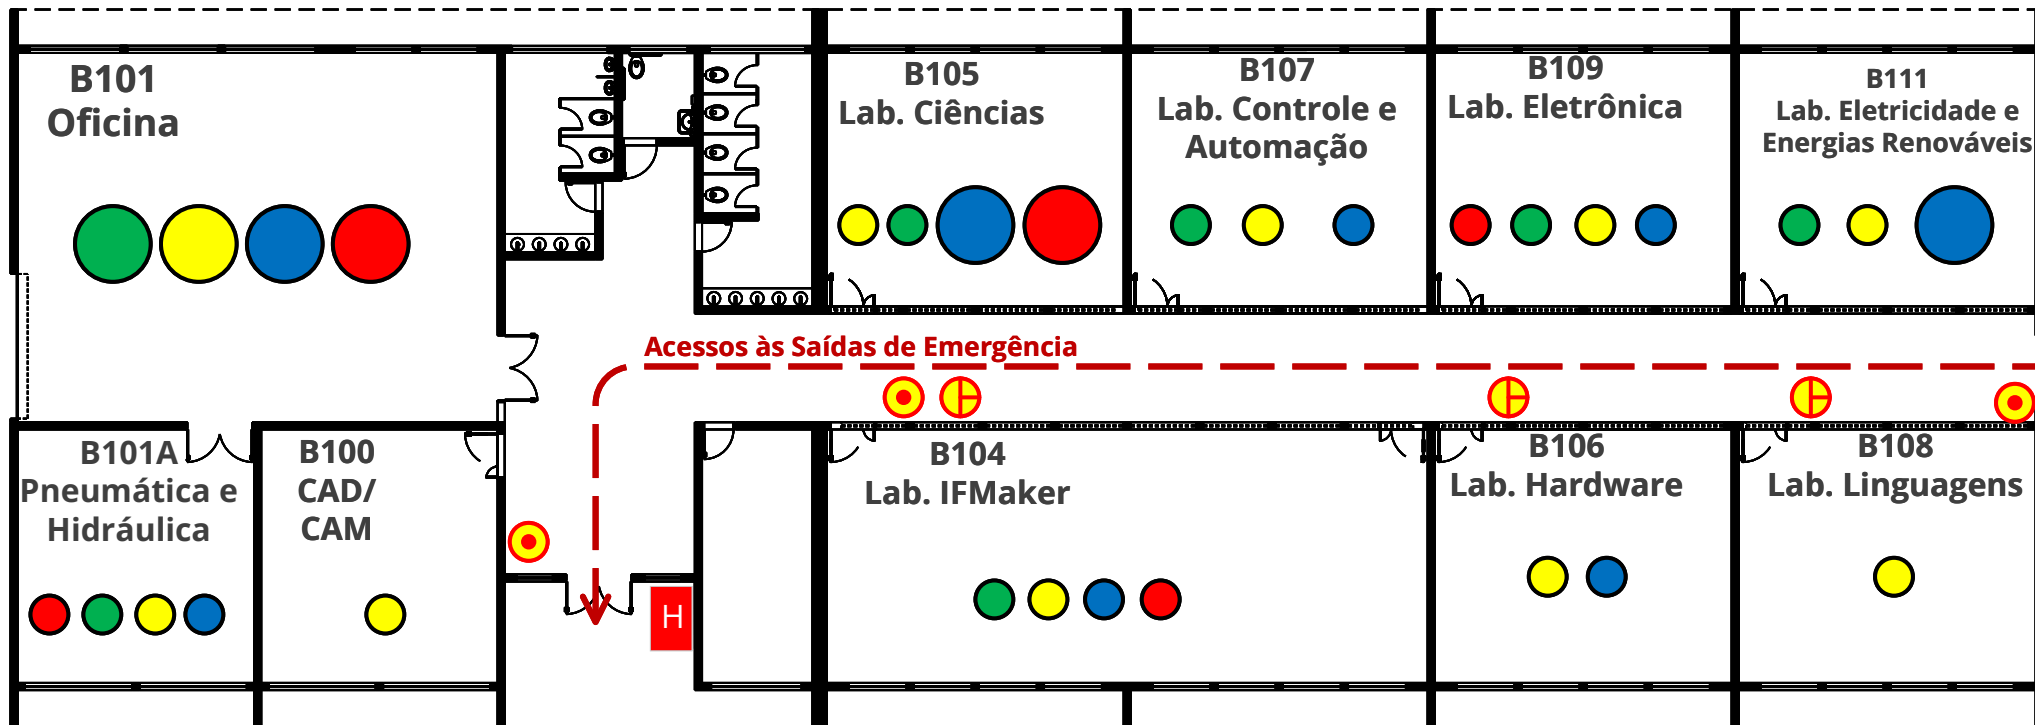 B101
Oficina
B105
Lab. Ciências
B107
Lab. Controle e
Automação
B109
Lab. Eletrônica
B111
Lab. Eletricidade e
Energias Renováveis
Acessos às Saídas de Emergência
B101A
Pneumática e
Hidráulica
B100
CAD/
CAM
B104
Lab. IFMaker
B106
Lab. Hardware
B108
Lab. Linguagens
H